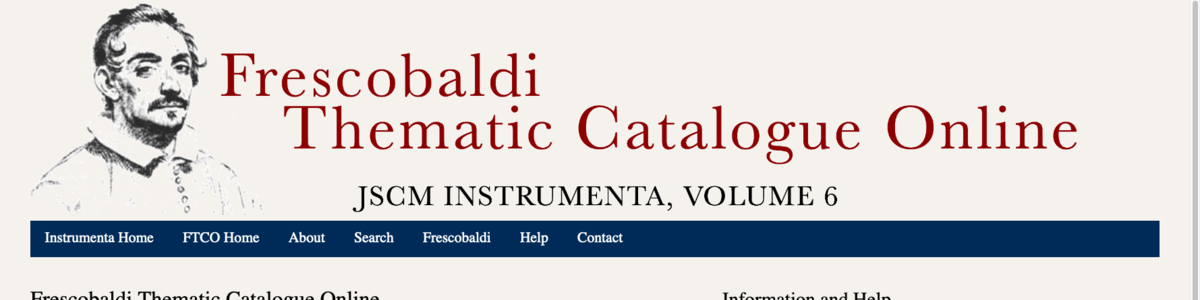 Frescobaldi
Thematic Catalogue Online
JSCM INSTRUMENTA, VOLUME 6
Instrumenta Home FTCO Home About Search Frescobaldi Help Contact
Frescobaldi Thematic Catalogue Online
Information and Help